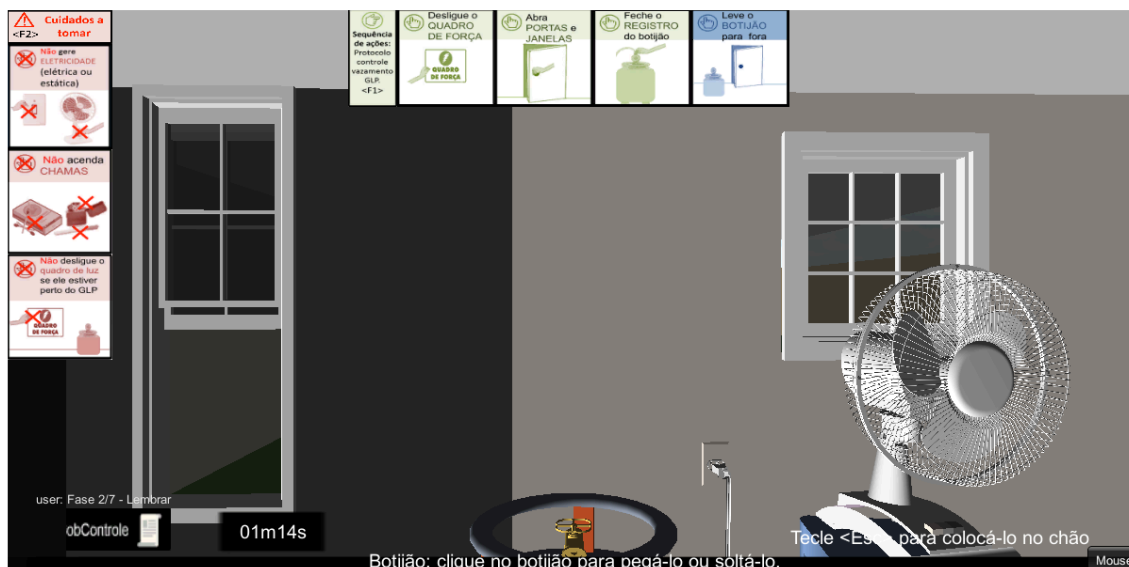 Cuidados a
<F2> tomar
Não gere
ELETRICIDADE
(elétrica ou
estática)
Não acenda
CHAMAS
Não desligue o
quadro de luz
se ele estiver
perto do GLP
QUADRO
DE FORÇA
Sequência
de ações:
Protocolo
controle
vazamento
GLP.
<F1>
Desligue o
QUADRO
DE FORÇA
QUADRO
DE FORÇA
Abra
PORTAS e
JANELAS
Feche o
REGISTRO
do botijão
Leve o
BOTIJÃO
para fora
user: Fase 2/7 - Lembrar
obControle
01m14s
Tecle <Esc> para colocá-lo no chão
Botijão: clique no botijão para pegá-lo ou soltá-lo.
Mouse